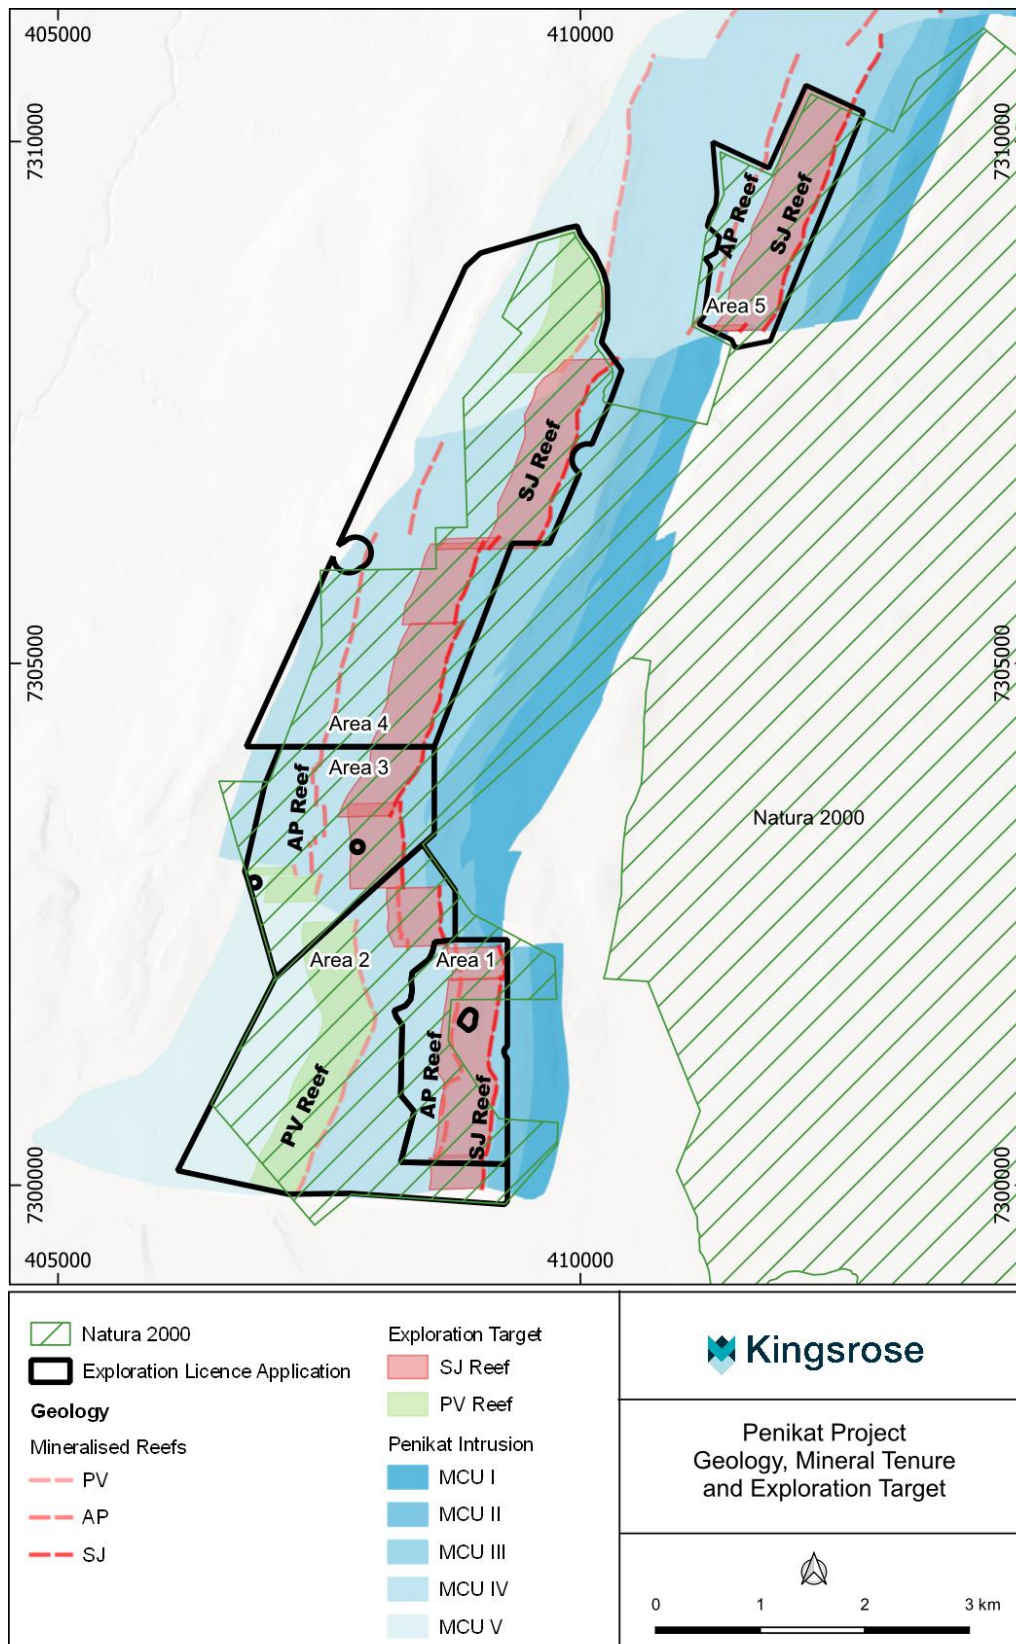 405000
410000
7310000
7310000
AP Reef
SJ Reef
Area 5
SJ Reef
7305000
7305000
Area 4
Area 3
AP Reef
Natura 2000
Area 2
Area 1
PV Reef
AP Reef
SJ Reef
7300000
7300000
405000
410000
Natura 2000
Exploration Licence Application
Geology
Mineralised Reefs
PV
AP
SJ
Exploration Target
SJ Reef
PV Reef
Penikat Intrusion
MCU I
MCU II
MCU III
MCU IV
MCU V
Kingsrose
Penikat Project
Geology, Mineral Tenure
and Exploration Target
0 1 2 3 km